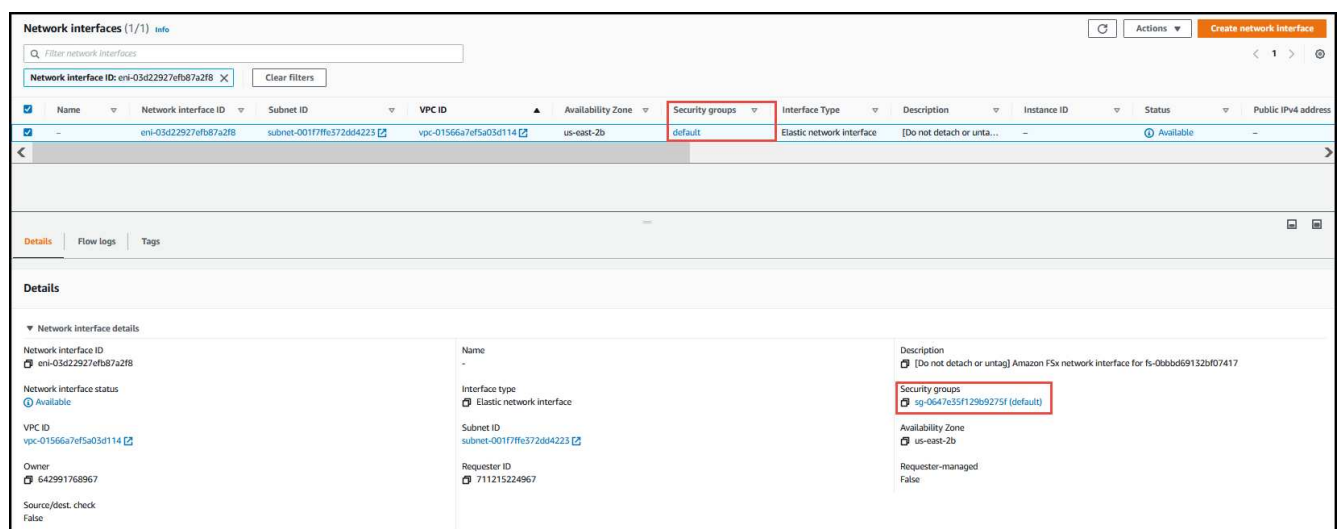 Network interfaces (1/1) Info
Actions ▼ Create network interface
Filter network interfaces
< 1 >
Network interface ID: eni-03d22927efb87a2f8 X Clear filters
Name Network interface ID Subnet ID VPC ID Availability Zone Security groups Interface Type Description Instance ID Status Public IPv4 address
– eni-03d22927efb87a2f8 subnet-001f7ffe372dd4223 vpc-01566a7ef5a03d114 us-east-2b default Elastic network interface [Do not detach or unta... – Available –
Details Flow logs Tags
Details
▼ Network interface details
Network interface ID Name Description
eni-03d22927efb87a2f8 - [Do not detach or untag] Amazon FSx network interface for fs-0bbbd69132bf07417
Network interface status Interface type Security groups
Available Elastic network interface sg-0647e35f129b9275f (default)
VPC ID Subnet ID Availability Zone
vpc-01566a7ef5a03d114 subnet-001f7ffe372dd4223 us-east-2b
Owner Requester ID Requester-managed
642991768967 711215224967 False
Source/dest. check
False